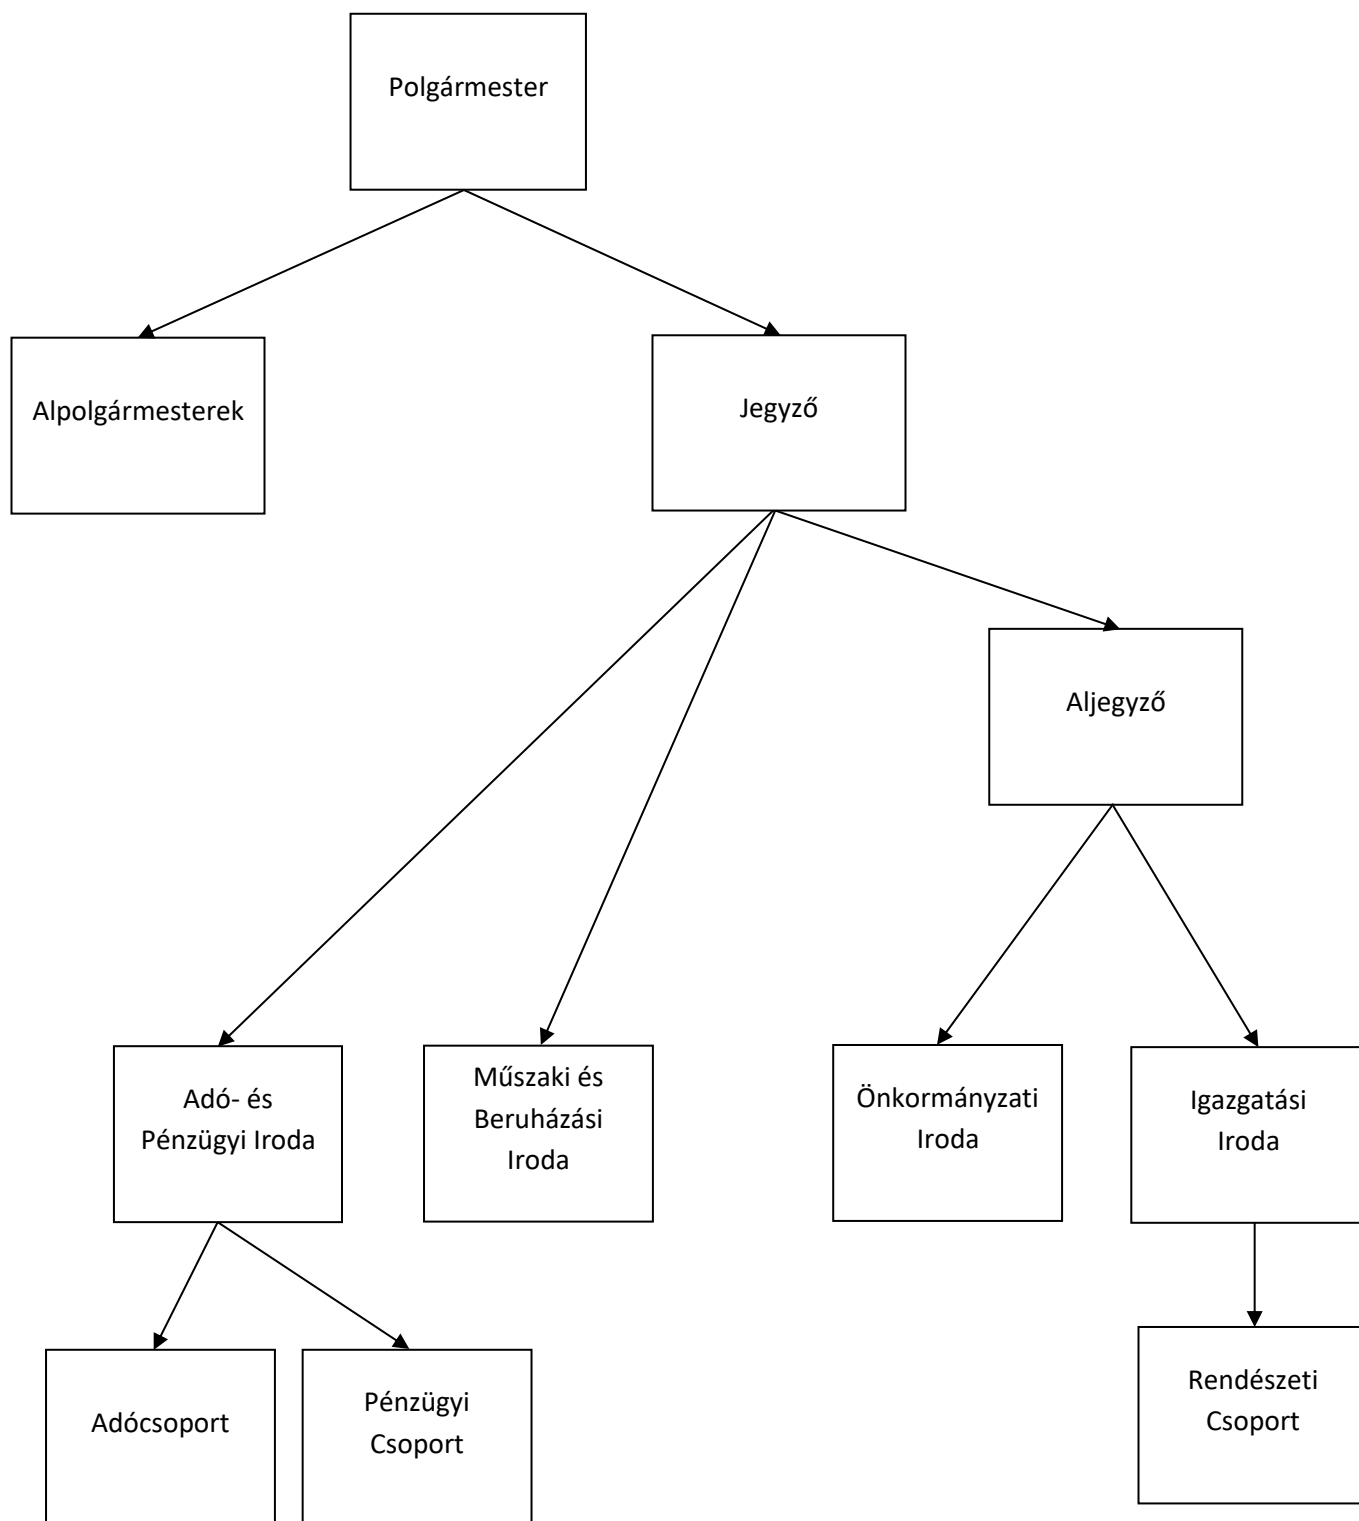 Polgármester
Alpolgármesterek
Jegyző
Aljegyző
Adó- és
Pénzügyi Iroda
Műszaki és
Beruházási
Iroda
Önkormányzati
Iroda
Igazgatási
Iroda
Adócsoport
Pénzügyi
Csoport
Rendészeti
Csoport